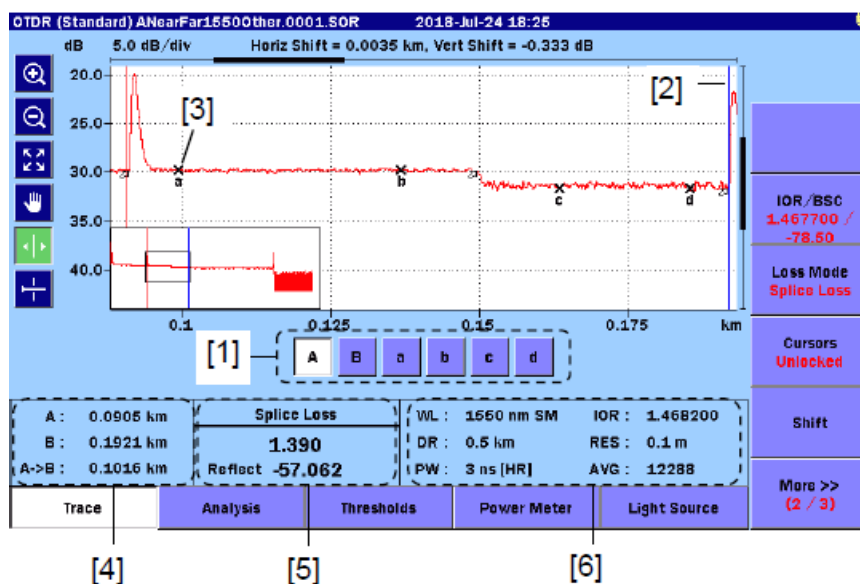 OTDR (Standard) ANearFar1550Other.0001.SOR 2018-Jul-24 18:25
dB 5.0 dB/div Horiz Shift = 0.0035 km, Vert Shift = -0.333 dB
20.0
[3]
[2]
25.0
30.0
a b c d
35.0
40.0
0.1 0.125 0.15 0.175 km
[1] A B a b c d
IOR/BSC
1.467700 /
-78.50
Loss Mode
Splice Loss
Cursors
Unlocked
Shift
More >>
(2 / 3)
A : 0.0905 km
B : 0.1921 km
A->B : 0.1016 km
Splice Loss
1.390
Reflect -57.062
WL : 1550 nm SM IOR : 1.468200
DR : 0.5 km RES : 0.1 m
PW : 3 ns [HR] AVG : 12288
Trace Analysis Thresholds Power Meter Light Source
[4] [5] [6]